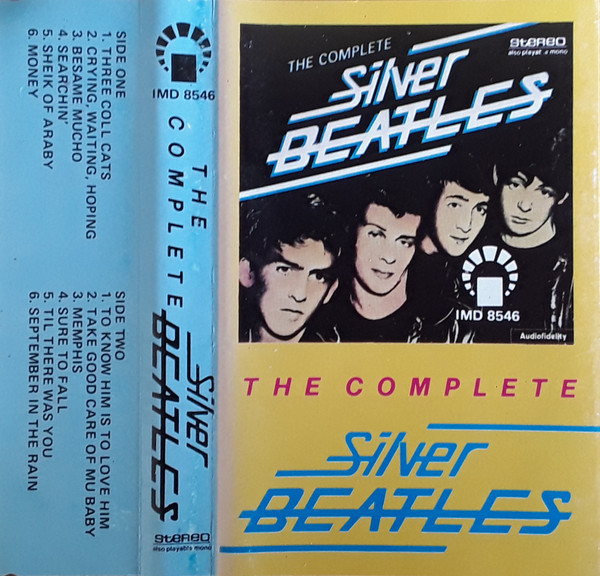 SIDE ONE
1. THREE COLL CATS
2. CRYING, WAITING, HOPING
3. BESAME MUCHO
4. SEARCHIN'
5. SHEIK OF ARABY
6. MONEY
SIDE TWO
1. TO KNOW HIM IS TO LOVE HIM
2. TAKE GOOD CARE OF MU BABY
3. MEMPHIS
4. SURE TO FALL
5. TIL THERE WAS YOU
6. SEPTEMBER IN THE RAIN
IMD 8546
THE
COMPLETE
Silver
BEATLES
stereo
also playable mono
THE COMPLETE
Silver
BEATLES
stereo
also playable mono
IMD 8546
Audiofidelity
THE COMPLETE
Silver
BEATLES